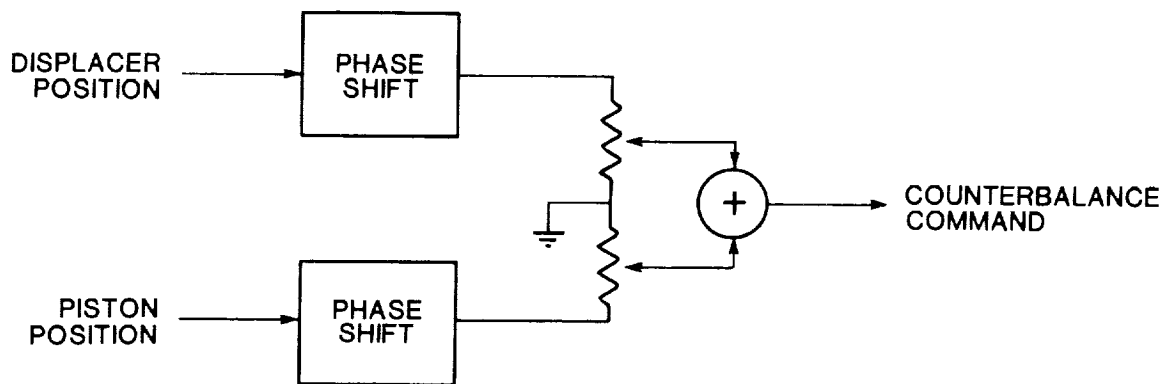 DISPLACER
POSITION
PHASE
SHIFT
+
COUNTERBALANCE
COMMAND
PISTON
POSITION
PHASE
SHIFT